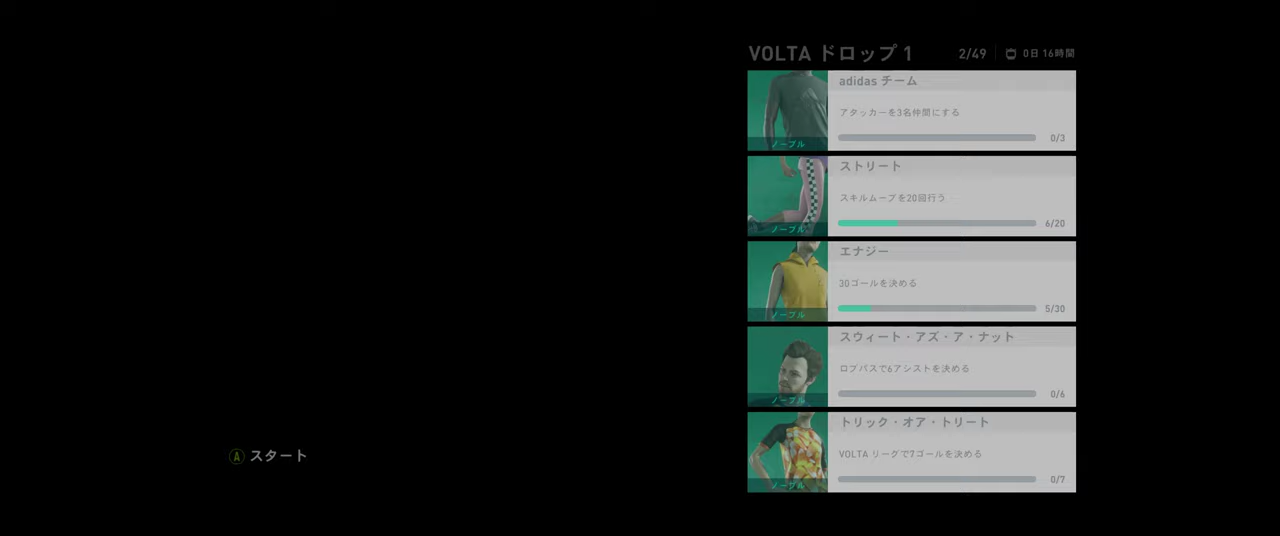 VOLTA ドロップ 1 2/49 0日 16時間
adidas チーム
アタッカーを3名仲間にする
0/3
ノーブル
ストリート
スキルムーブを20回行う
6/20
ノーブル
エナジー
30ゴールを決める
5/30
ノーブル
スウィート・アズ・ア・ナット
ロブパスで6アシストを決める
0/6
ノーブル
トリック・オア・トリート
VOLTA リーグで7ゴールを決める
0/7
ノーブル
A スタート